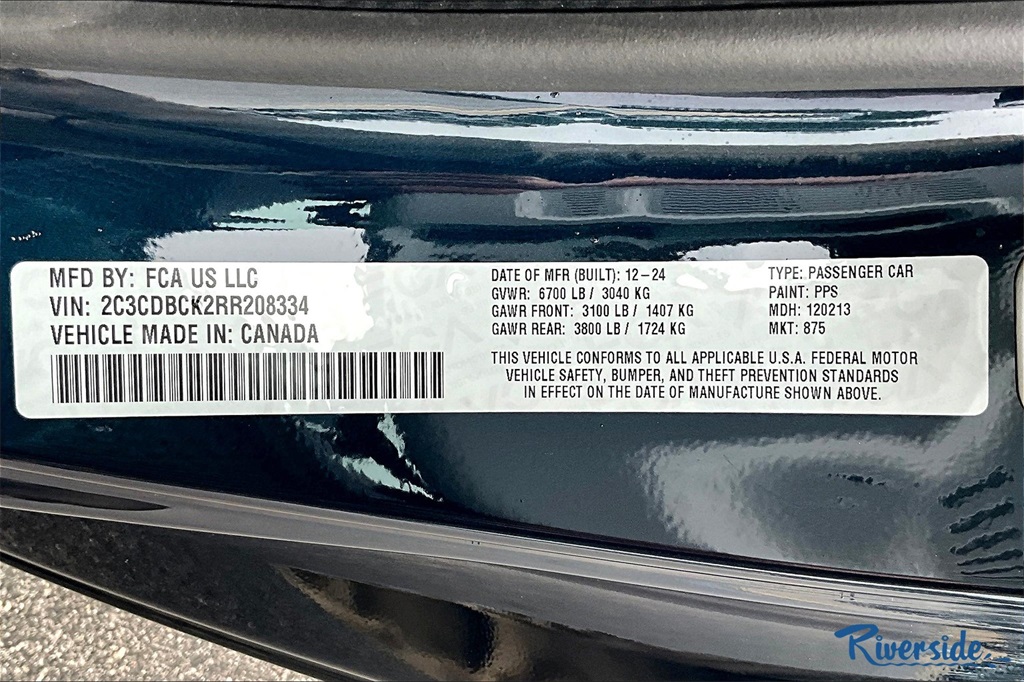 MFD BY: FCA US LLC
VIN: 2C3CDBCK2RR208334
VEHICLE MADE IN: CANADA
DATE OF MFR (BUILT): 12-24
GVWR: 6700 LB / 3040 KG
GAWR FRONT: 3100 LB / 1407 KG
GAWR REAR: 3800 LB / 1724 KG
TYPE: PASSENGER CAR
PAINT: PPS
MDH: 120213
MKT: 875
THIS VEHICLE CONFORMS TO ALL APPLICABLE U.S.A. FEDERAL MOTOR
VEHICLE SAFETY, BUMPER, AND THEFT PREVENTION STANDARDS
IN EFFECT ON THE DATE OF MANUFACTURE SHOWN ABOVE.
Riverside